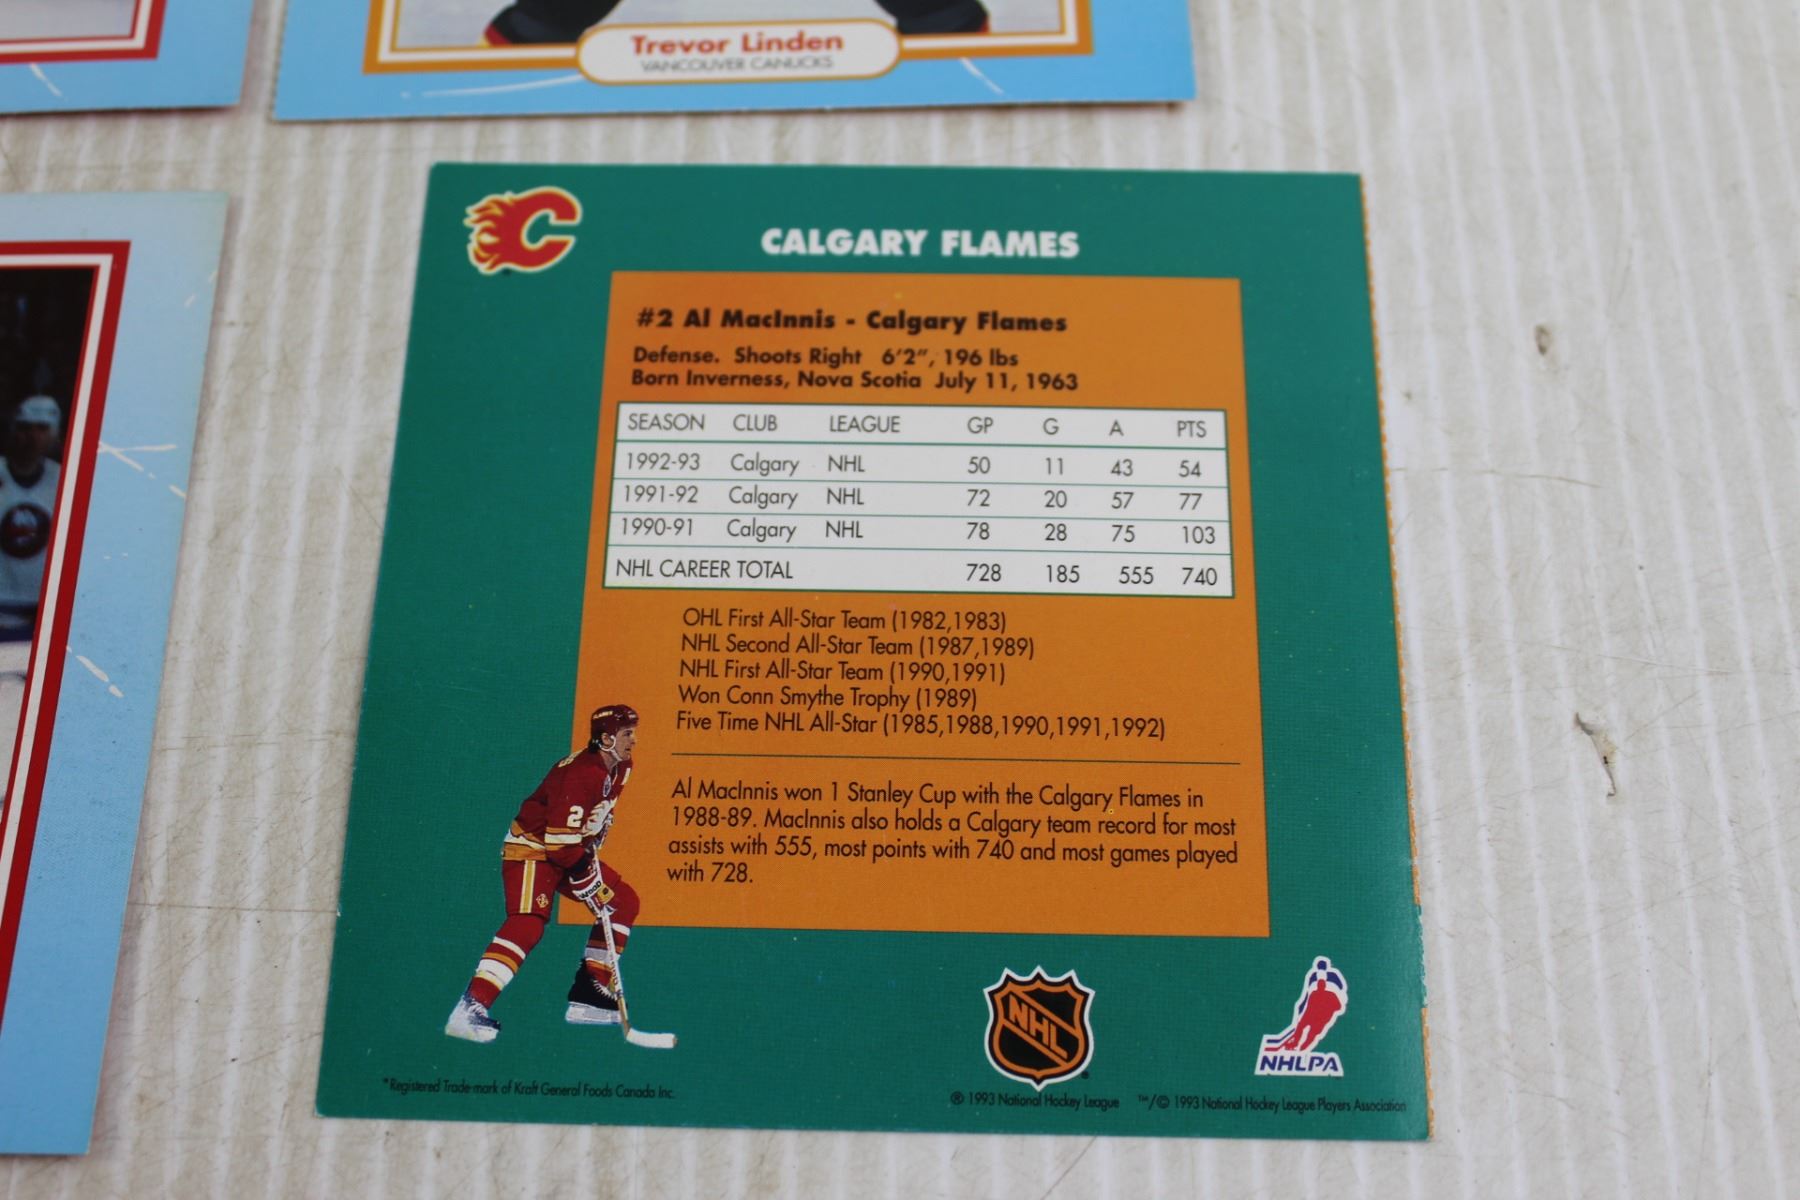 Trevor Linden
VANCOUVER CANUCKS
CALGARY FLAMES
#2 Al MacInnis - Calgary Flames
Defense. Shoots Right 6'2", 196 lbs
Born Inverness, Nova Scotia July 11, 1963
SEASON CLUB LEAGUE GP G A PTS
1992-93 Calgary NHL 50 11 43 54
1991-92 Calgary NHL 72 20 57 77
1990-91 Calgary NHL 78 28 75 103
NHL CAREER TOTAL 728 185 555 740
OHL First All-Star Team (1982,1983)
NHL Second All-Star Team (1987,1989)
NHL First All-Star Team (1990,1991)
Won Conn Smythe Trophy (1989)
Five Time NHL All-Star (1985,1988,1990,1991,1992)
Al MacInnis won 1 Stanley Cup with the Calgary Flames in
1988-89. MacInnis also holds a Calgary team record for most
assists with 555, most points with 740 and most games played
with 728.
2
NHL
NHLPA
*Registered Trade-mark of Kraft General Foods Canada Inc.
® 1993 National Hockey League ™/© 1993 National Hockey League Players Association